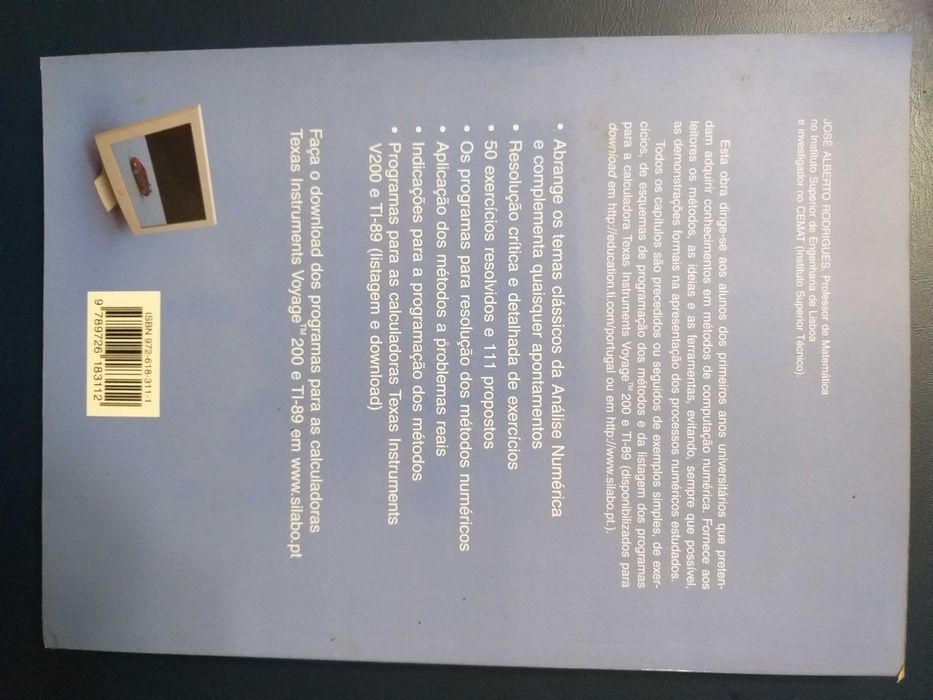 JOSÉ ALBERTO RODRIGUES, Professor de Matemática
no Instituto Superior de Engenharia de Lisboa
e investigador no CEMAT (Instituto Superior Técnico).
Esta obra dirige-se aos alunos dos primeiros anos universitários que preten-
dam adquirir conhecimentos em métodos de computação numérica. Fornece aos
leitores os métodos, as ideias e as ferramentas, evitando, sempre que possível,
as demonstrações formais na apresentação dos processos numéricos estudados.
Todos os capítulos são precedidos ou seguidos de exemplos simples, de exer-
cícios, de esquemas de programação dos métodos e da listagem dos programas
para a calculadora Texas Instruments Voyage™200 e TI-89 (disponibilizados para
download em http://education.ti.com/portugal ou em http://www.silabo.pt.).
• Abrange os temas clássicos da Análise Numérica
e complementa quaisquer apontamentos
• Resolução crítica e detalhada de exercícios
• 50 exercícios resolvidos e 111 propostos
• Os programas para resolução dos métodos numéricos
• Aplicação dos métodos a problemas reais
• Indicações para a programação dos métodos
• Programas para as calculadoras Texas Instruments
V200 e TI-89 (listagem e download)
Faça o download dos programas para as calculadoras
Texas Instruments Voyage™ 200 e TI-89 em www.silabo.pt
ISBN 972-618-311-1
9 789726 183112